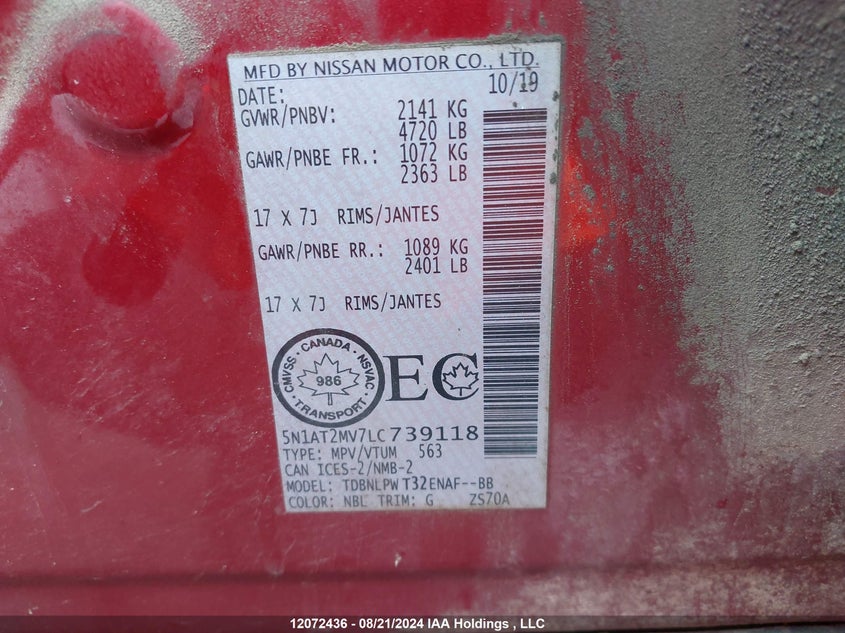 MFD BY NISSAN MOTOR CO., LTD.
DATE: 10/19
GVWR/PNBV: 2141 KG
4720 LB
GAWR/PNBE FR.: 1072 KG
2363 LB
17 X 7J RIMS/JANTES
GAWR/PNBE RR.: 1089 KG
2401 LB
17 X 7J RIMS/JANTES
CMVSS · CANADA · NSVAC · TRANSPORT ·
986
EC
5N1AT2MV7LC739118
TYPE: MPV/VTUM 563
CAN ICES-2/NMB-2
MODEL: TDBNLPW T32ENAF--BB
COLOR: NBL TRIM: G ZS70A
12072436 - 08/21/2024 IAA Holdings , LLC